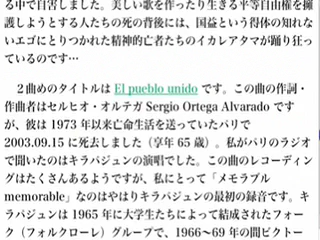 る中で自害しました。美しい歌を作ったり生きる平等自由権を擁
護しようとする人たちの死の背後には、国益という得体の知れな
いエゴにとりつかれた精神的亡者たちのイカレアタマが踊り狂っ
ているのです…
２曲めのタイトルは El pueblo unido です。この曲の作詞・
作曲者はセルヒオ・オルテガ Sergio Ortega Alvarado です
が、彼は 1973 年以来亡命生活を送っていたパリで
2003.09.15 に死去しました（享年 65 歳）。私がパリのラジオ
で聞いたのはキラパジュンの演唱でした。この曲のレコーディン
グはたくさんあるようですが、私にとって「メモラブル
memorable」なのはやはりキラパジュンの最初の録音です。キラ
パジュンは 1965 年に大学生たちによって結成されたフォー
ク（フォルクローレ）グループで、1966〜69 年の間ビクトー